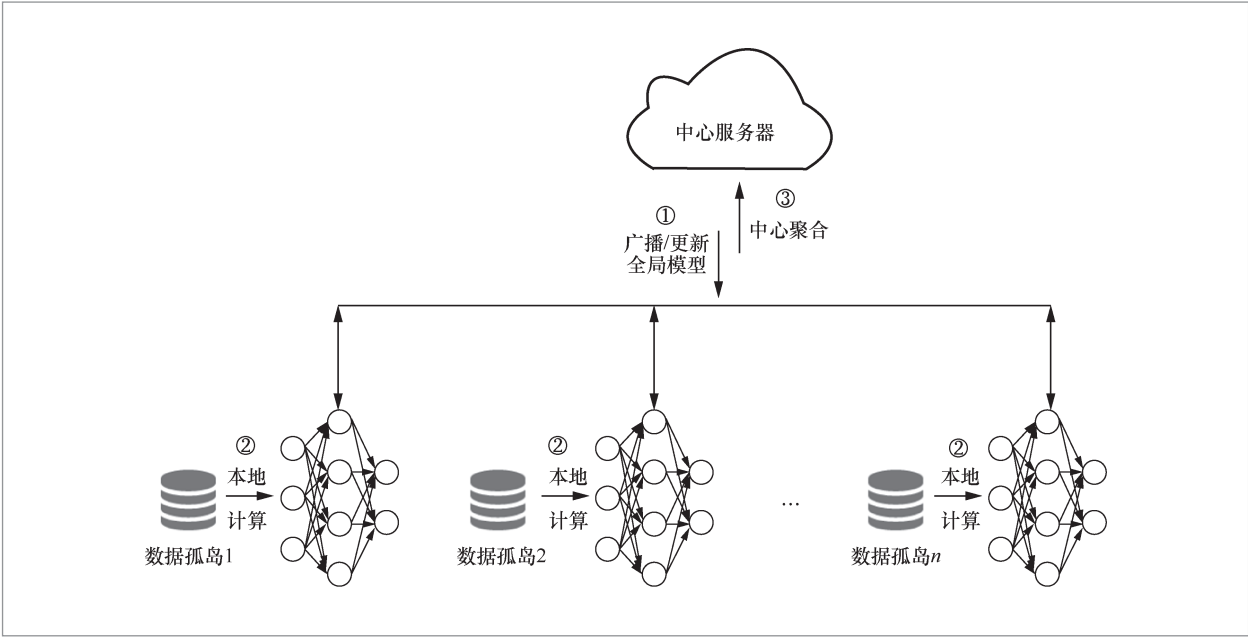 中心服务器
③
中心聚合
①
广播/更新
全局模型
②
本地
计算
数据孤岛1
②
本地
计算
数据孤岛2
...
②
本地
计算
数据孤岛n